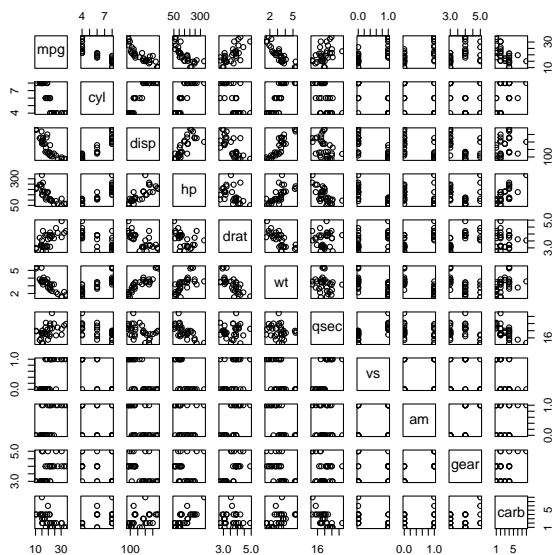 4 7 50 300 2 5 0.0 1.0 3.0 5.0
mpg 10 30
4 7 cyl
disp 100
50 300 hp
drat 3.0 5.0
2 5 wt
qsec 16
0.0 1.0 vs
am 0.0 1.0
3.0 5.0 gear
carb 1 5
10 30 100 3.0 5.0 16 0.0 1.0 1 5